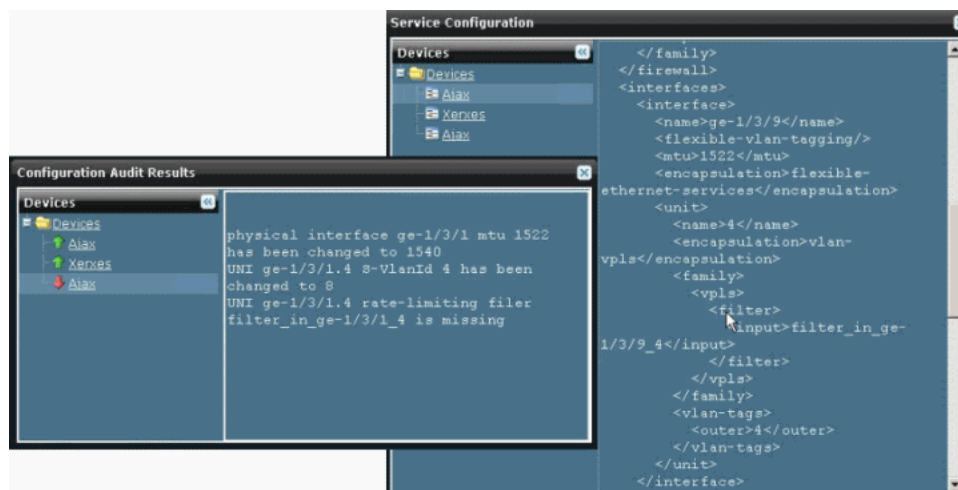 Service Configuration
Devices
Devices
Ajax
Xerxes
Ajax
</family>
</firewall>
<interfaces>
<interface>
<name>ge-1/3/9</name>
<flexible-vlan-tagging/>
<mtu>1522</mtu>
<encapsulation>flexible-
ethernet-services</encapsulation>
<unit>
<name>4</name>
<encapsulation>vlan-
vpls</encapsulation>
<family>
<vpls>
<filter>
<input>filter_in_ge-
1/3/9_4</input>
</filter>
</vpls>
</family>
<vlan-tags>
<outer>4</outer>
</vlan-tags>
</unit>
</interface>
Configuration Audit Results
Devices
Devices
Ajax
Xerxes
Ajax
physical interface ge-1/3/1 mtu 1522
has been changed to 1540
UNI ge-1/3/1.4 S-VlanId 4 has been
changed to 8
UNI ge-1/3/1.4 rate-limiting filer
filter_in_ge-1/3/1_4 is missing